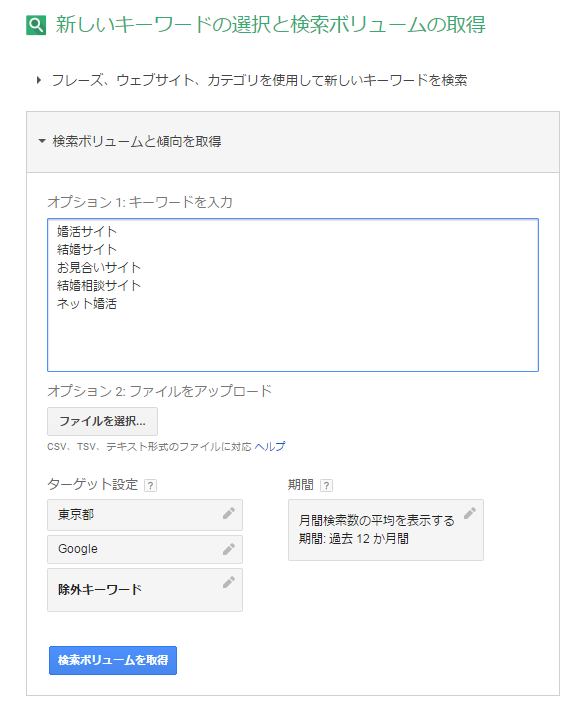 新しいキーワードの選択と検索ボリュームの取得
フレーズ、ウェブサイト、カテゴリを使用して新しいキーワードを検索
検索ボリュームと傾向を取得
オプション 1: キーワードを入力
婚活サイト
結婚サイト
お見合いサイト
結婚相談サイト
ネット婚活
オプション 2: ファイルをアップロード
ファイルを選択...
CSV、TSV、テキスト形式のファイルに対応 ヘルプ
ターゲット設定 ?
東京都
Google
除外キーワード
期間 ?
月間検索数の平均を表示する
期間: 過去 12 か月間
検索ボリュームを取得